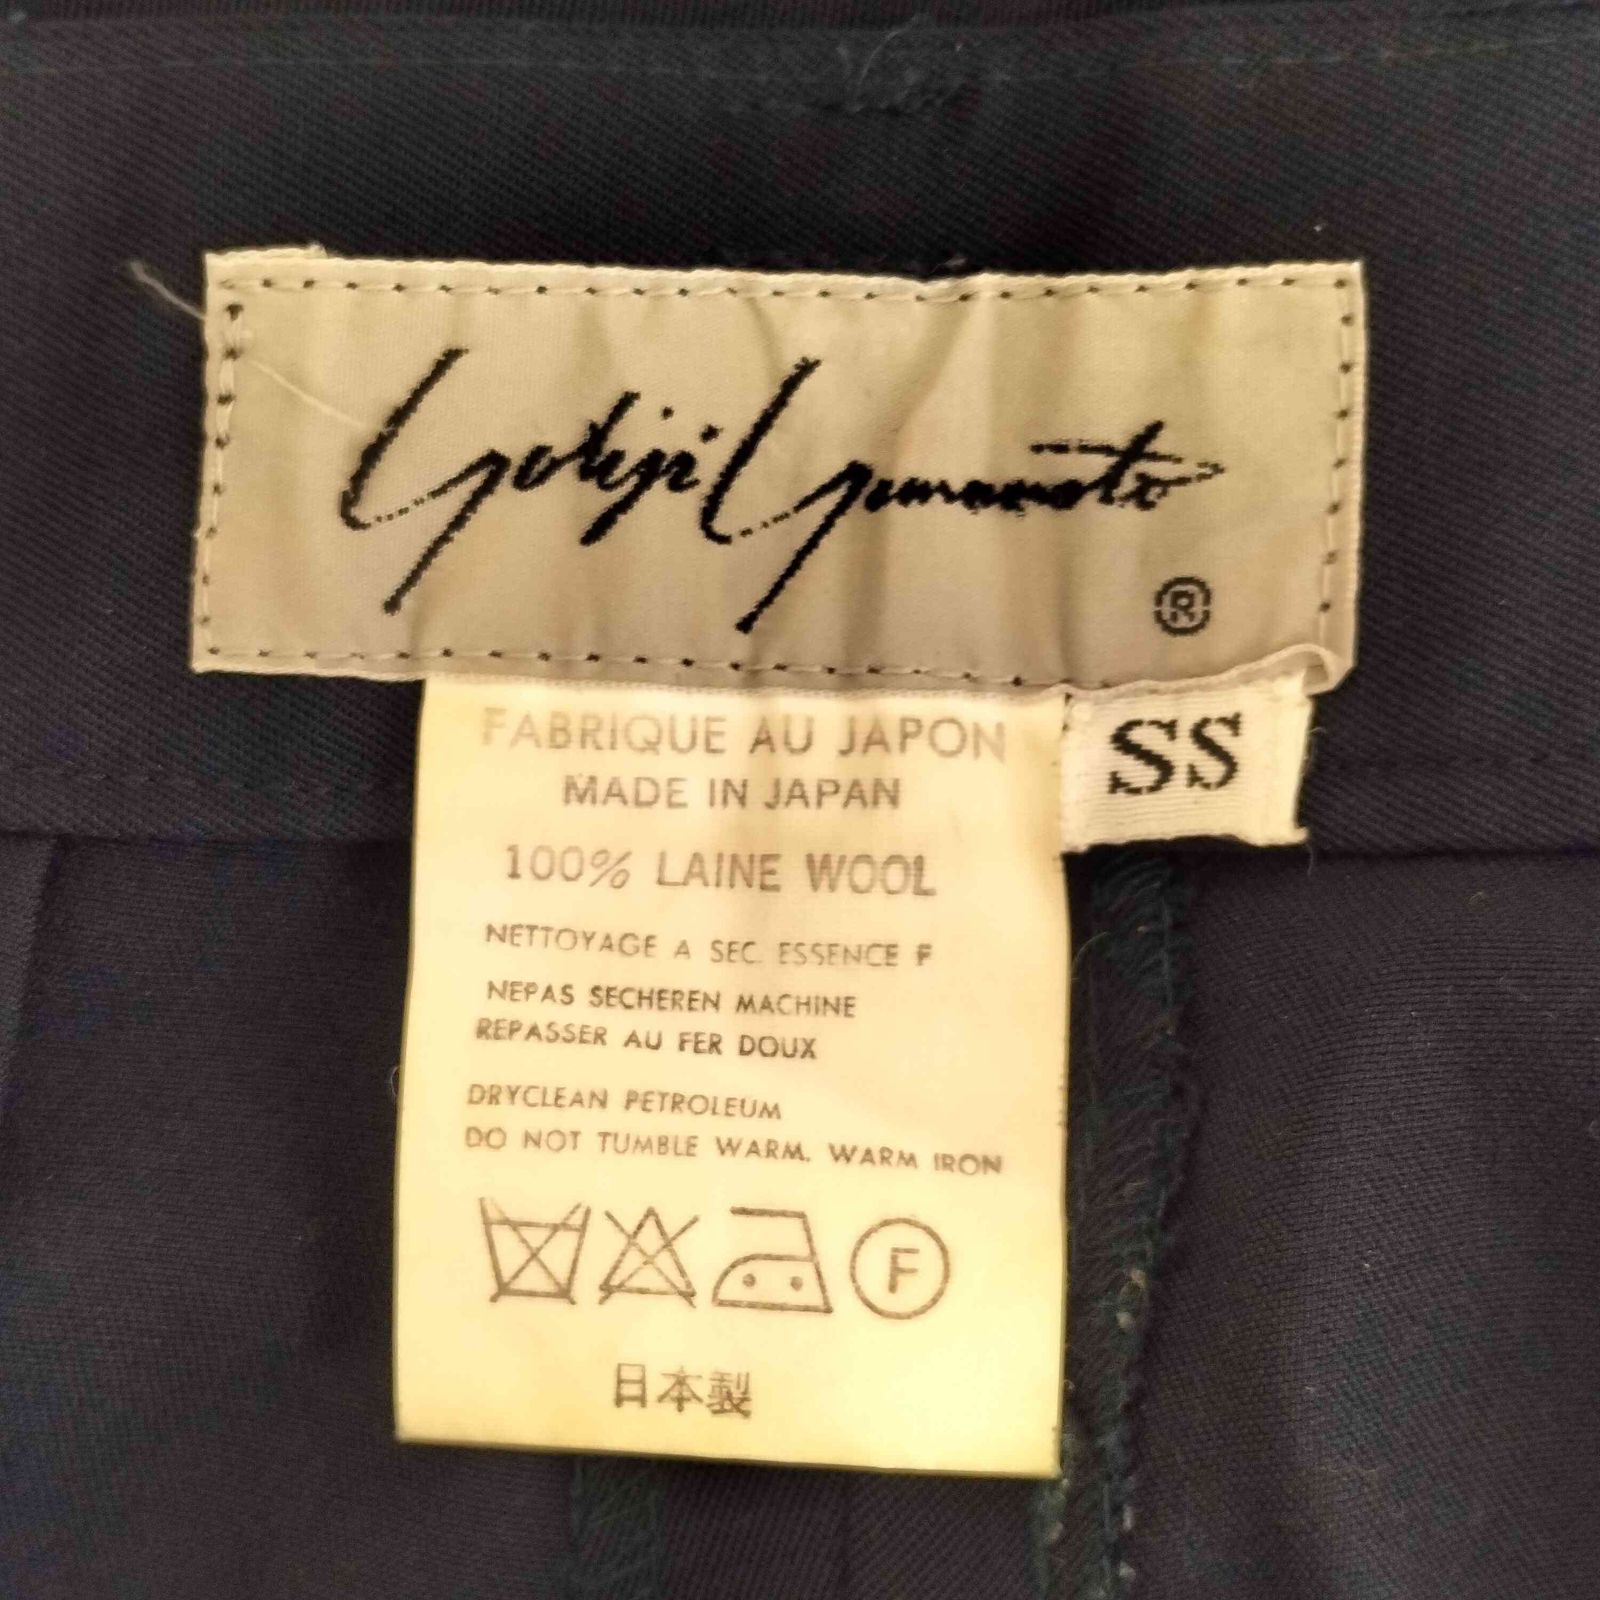 Yohji Yamamoto
®
SS
FABRIQUE AU JAPON
MADE IN JAPAN
100% LAINE WOOL
NETTOYAGE A SEC. ESSENCE F
NEPAS SECHEREN MACHINE
REPASSER AU FER DOUX
DRYCLEAN PETROLEUM
DO NOT TUMBLE WARM. WARM IRON
F
日本製